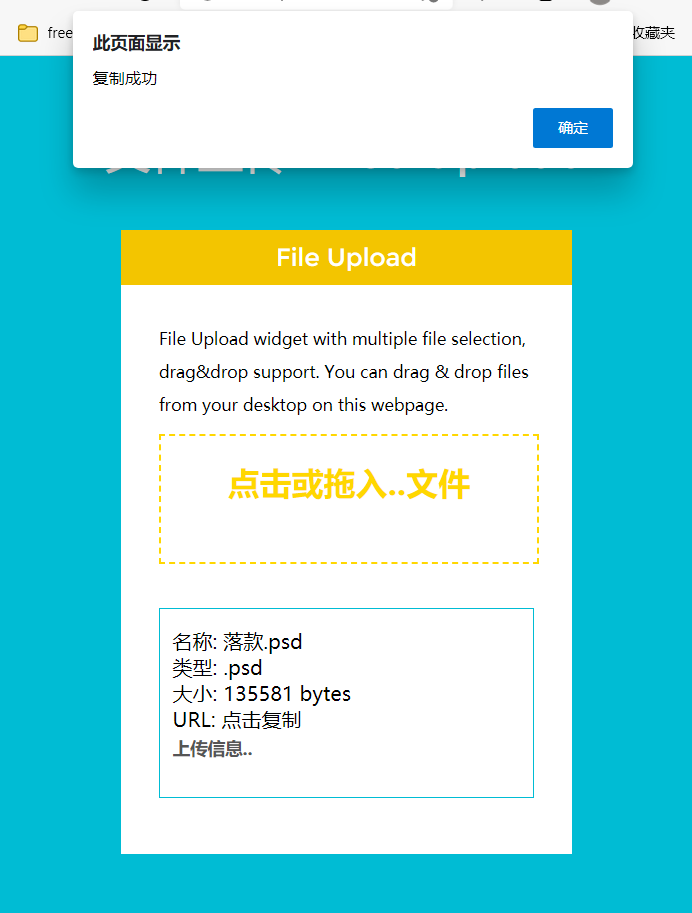 free
此页面显示
收藏夹
复制成功
确定
File Upload
File Upload widget with multiple file selection,
drag&drop support. You can drag & drop files
from your desktop on this webpage.
点击或拖入..文件
名称: 落款.psd
类型: .psd
大小: 135581 bytes
URL: 点击复制
上传信息..